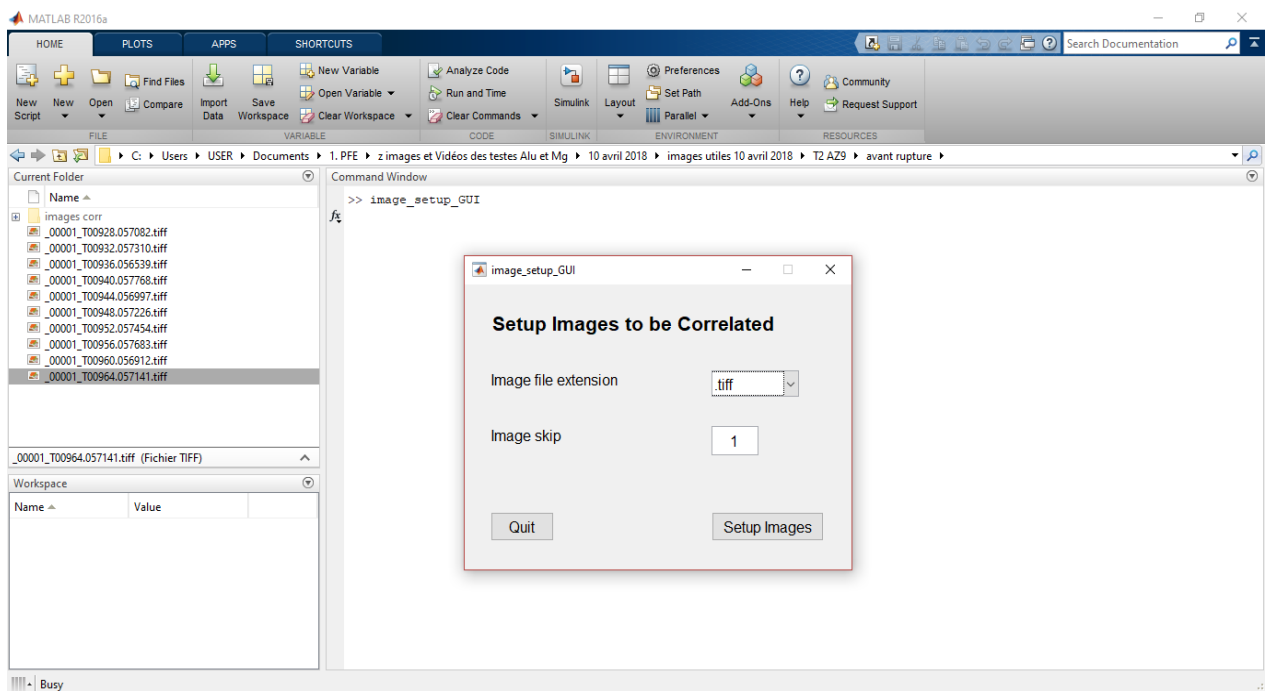 MATLAB R2016a
HOME PLOTS APPS SHORTCUTS Search Documentation
New Variable Analyze Code Preferences Community
Find Files Open Variable Run and Time Set Path Request Support
Compare Clear Workspace Clear Commands Parallel
New Script New Open Import Data Save Workspace Simulink Layout Add-Ons Help
FILE VARIABLE CODE SIMULINK ENVIRONMENT RESOURCES
C: Users USER Documents 1. PFE z images et Vidéos des testes Alu et Mg 10 avril 2018 images utiles 10 avril 2018 T2 AZ9 avant rupture
Current Folder
Name
images corr
_00001_T00928.057082.tiff
_00001_T00932.057310.tiff
_00001_T00936.056539.tiff
_00001_T00940.057768.tiff
_00001_T00944.056997.tiff
_00001_T00948.057226.tiff
_00001_T00952.057454.tiff
_00001_T00956.057683.tiff
_00001_T00960.056912.tiff
_00001_T00964.057141.tiff
_00001_T00964.057141.tiff (Fichier TIFF)
Workspace
Name Value
Command Window
>> image_setup_GUI
fx
image_setup_GUI
Setup Images to be Correlated
Image file extension .tiff
Image skip 1
Quit Setup Images
Busy